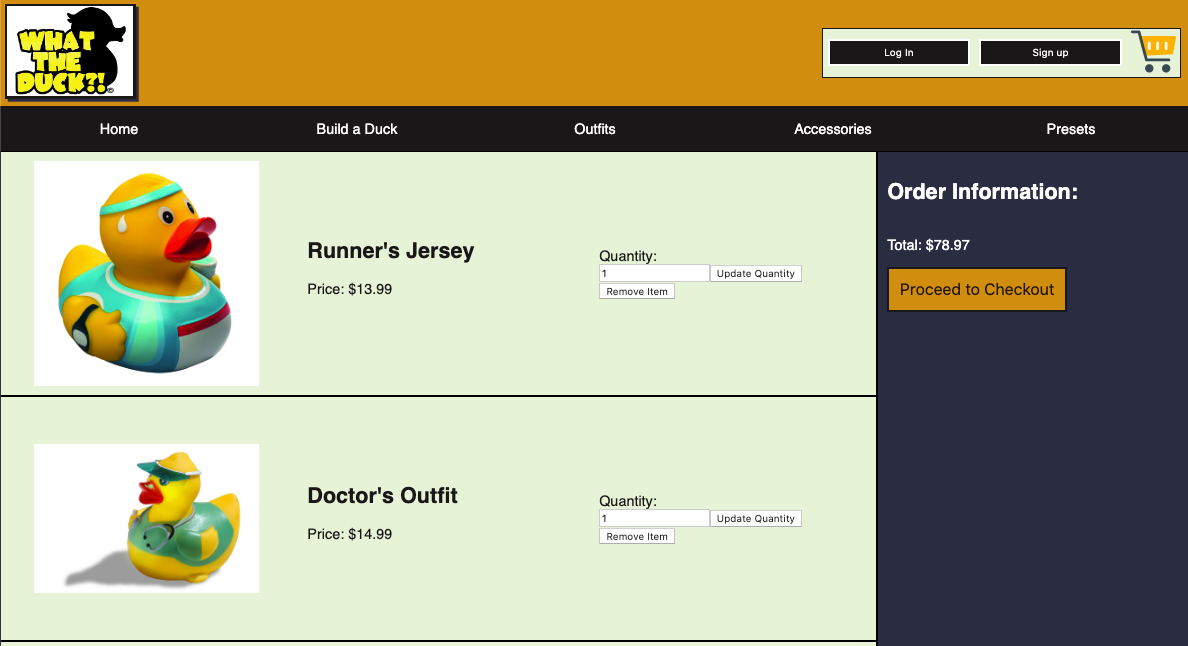 WHAT
THE
DUCK?!
©
Log In
Sign up
Home
Build a Duck
Outfits
Accessories
Presets
Runner's Jersey
Price: $13.99
Quantity:
1
Update Quantity
Remove Item
Doctor's Outfit
Price: $14.99
Quantity:
1
Update Quantity
Remove Item
Order Information:
Total: $78.97
Proceed to Checkout